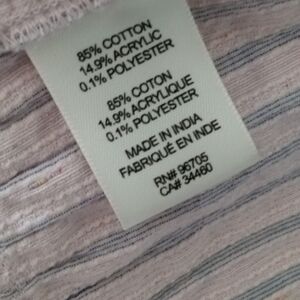 85% COTTON
14.9% ACRYLIC
0.1% POLYESTER
85% COTON
14.9% ACRYLIQUE
0.1% POLYESTER
MADE IN INDIA
FABRIQUÉ EN INDE
RN# 96705
CA# 34460